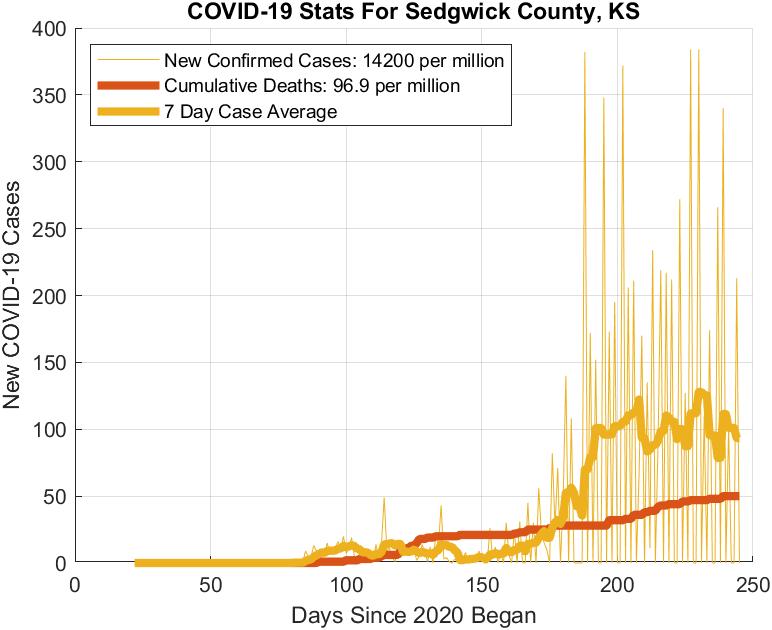 COVID-19 Stats For Sedgwick County, KS
New Confirmed Cases: 14200 per million
Cumulative Deaths: 96.9 per million
7 Day Case Average
New COVID-19 Cases
400
350
300
250
200
150
100
50
0
0 50 100 150 200 250
Days Since 2020 Began